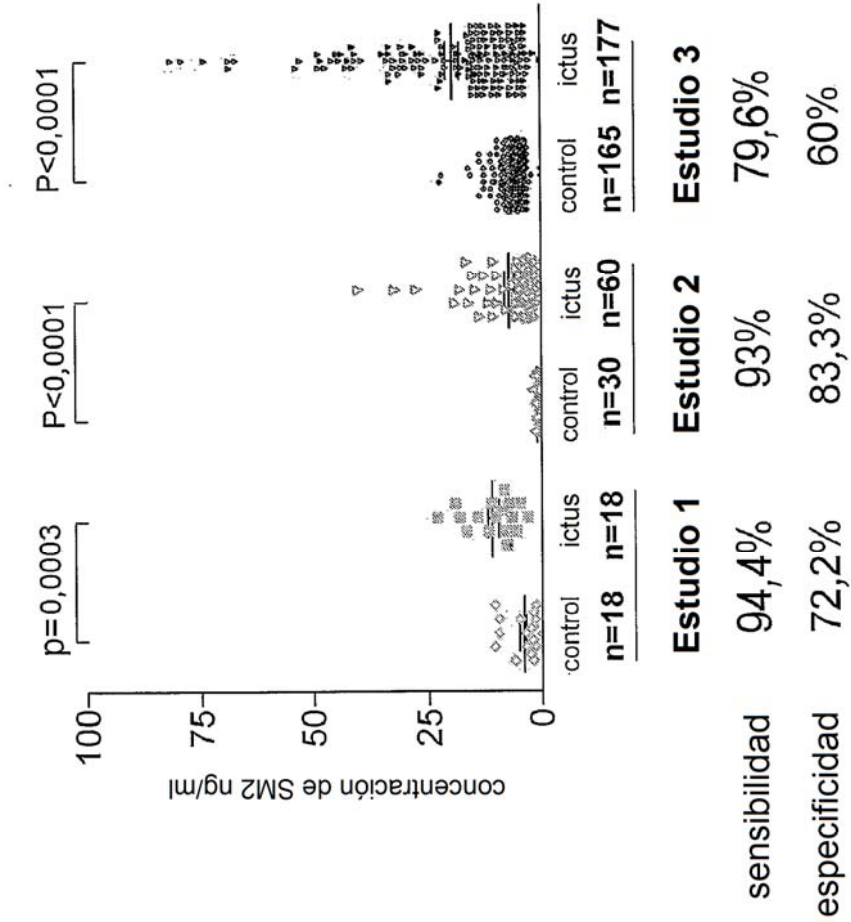 p=0,0003 P<0,0001 P<0,0001
100
75
50
25
0
concentración de SM2 ng/ml
control ictus control ictus control ictus
n=18 n=18 n=30 n=60 n=165 n=177
Estudio 1 Estudio 2 Estudio 3
sensibilidad 94,4% 93% 79,6%
especificidad 72,2% 83,3% 60%